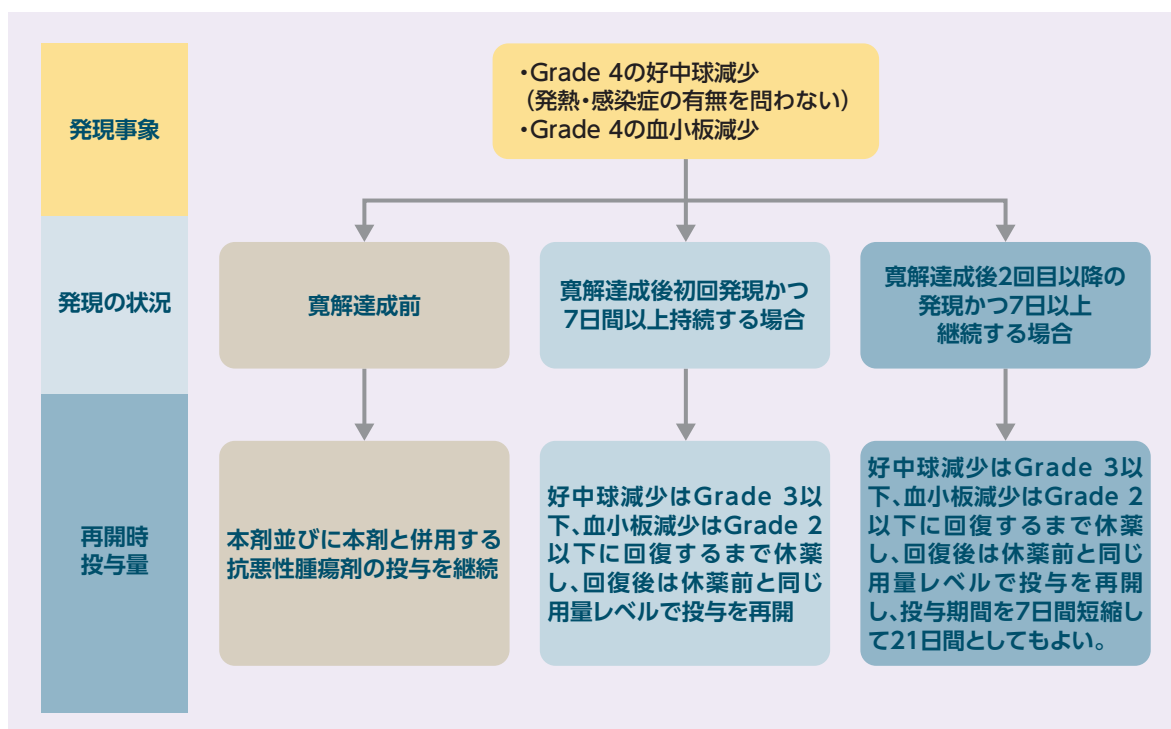 発現事象
・Grade 4の好中球減少
（発熱・感染症の有無を問わない）
・Grade 4の血小板減少
発現の状況
寛解達成前
寛解達成後初回発現かつ
7日間以上持続する場合
寛解達成後2回目以降の
発現かつ7日以上
継続する場合
再開時
投与量
本剤並びに本剤と併用する
抗悪性腫瘍剤の投与を継続
好中球減少はGrade 3以
下、血小板減少はGrade 2
以下に回復するまで休薬
し、回復後は休薬前と同じ
用量レベルで投与を再開
好中球減少はGrade 3以
下、血小板減少はGrade 2
以下に回復するまで休薬
し、回復後は休薬前と同じ
用量レベルで投与を再開
し、投与期間を7日間短縮し
て21日間としてもよい。